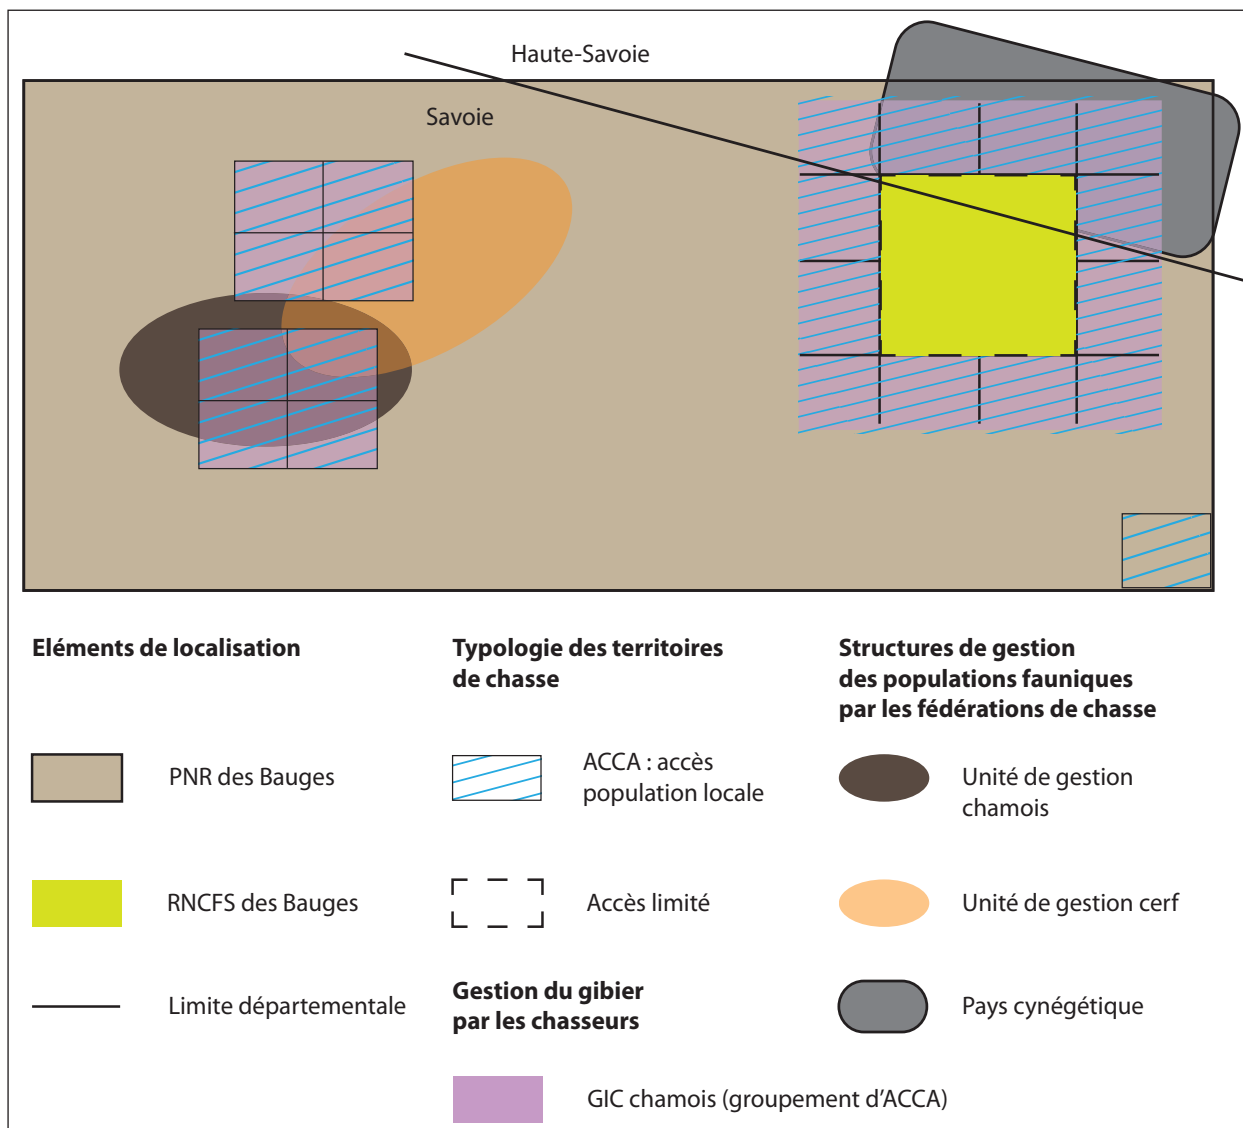 Haute-Savoie
Savoie
Eléments de localisation
PNR des Bauges
RNCFS des Bauges
Limite départementale
Typologie des territoires
de chasse
ACCA : accès
population locale
Accès limité
Gestion du gibier
par les chasseurs
GIC chamois (groupement d'ACCA)
Structures de gestion
des populations fauniques
par les fédérations de chasse
Unité de gestion
chamois
Unité de gestion cerf
Pays cynégétique